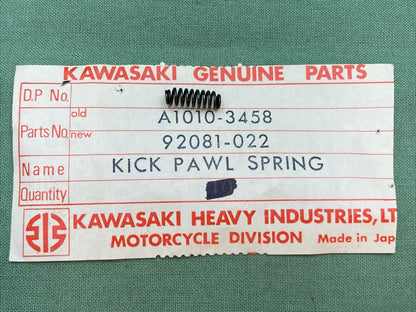 KAWASAKI GENUINE PARTS
D.P No.
old A1010-3458
Parts No. new 92081-022
Name KICK PAWL SPRING
Quantity
KAWASAKI HEAVY INDUSTRIES, LT
MOTORCYCLE DIVISION Made in Jap